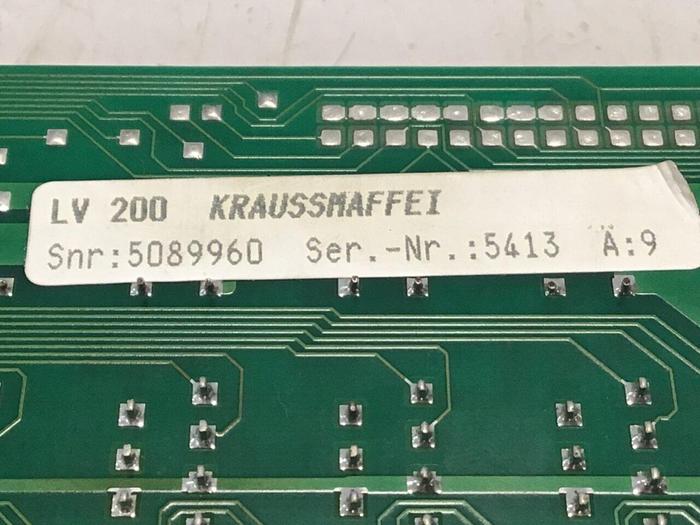 LV 200 KRAUSSMAFFEI
Snr:5089960 Ser.-Nr.:5413 Ä:9